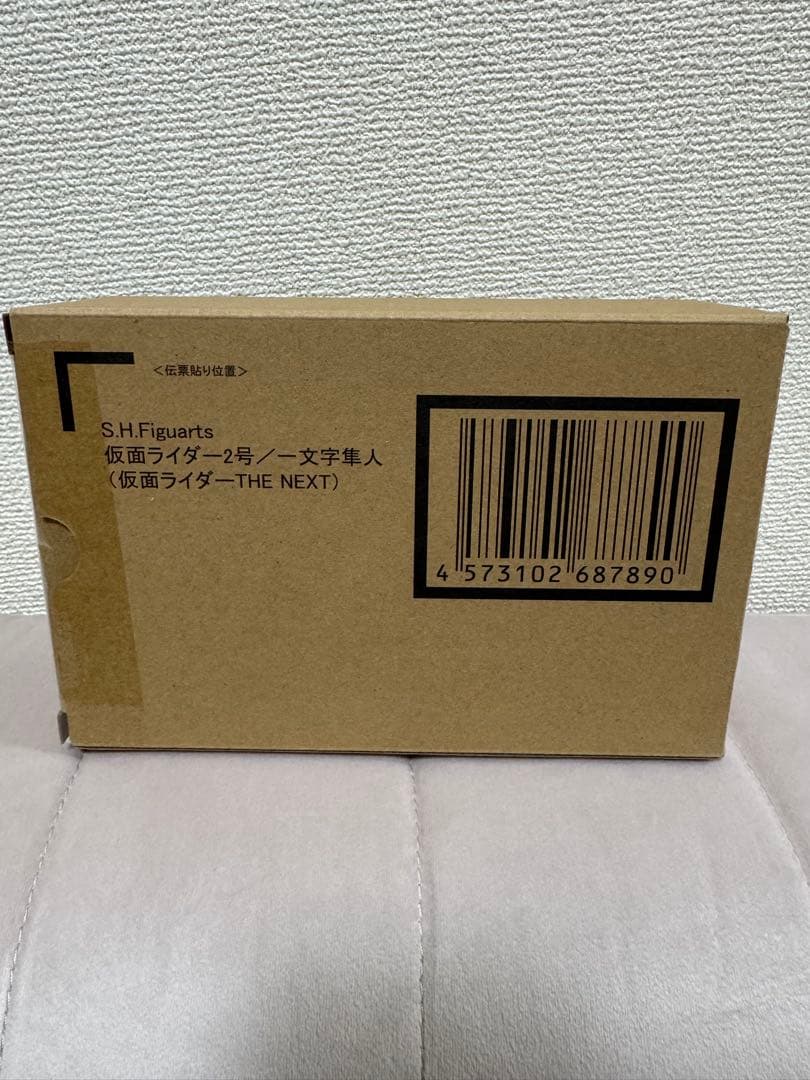 ＜伝票貼り位置＞
S.H.Figuarts
仮面ライダー2号／一文字隼人
（仮面ライダーTHE NEXT）
4 573102 687890